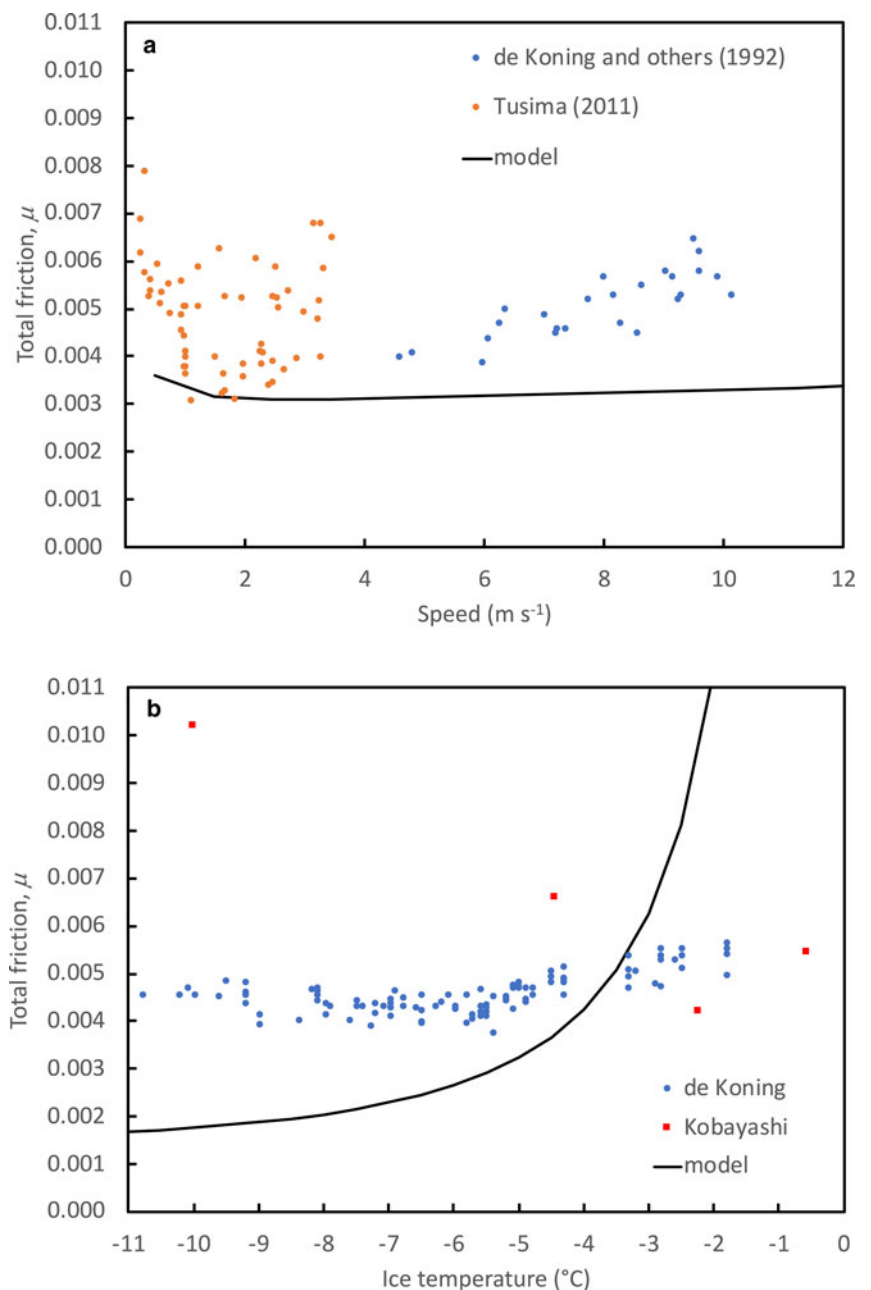 a
0.011
0.010
0.009
0.008
0.007
0.006
0.005
0.004
0.003
0.002
0.001
0.000
Total friction, μ
de Koning and others (1992)
Tusima (2011)
model
0 2 4 6 8 10 12
Speed (m s⁻¹)
b
0.011
0.010
0.009
0.008
0.007
0.006
0.005
0.004
0.003
0.002
0.001
0.000
Total friction, μ
de Koning
Kobayashi
model
-11 -10 -9 -8 -7 -6 -5 -4 -3 -2 -1 0
Ice temperature (°C)